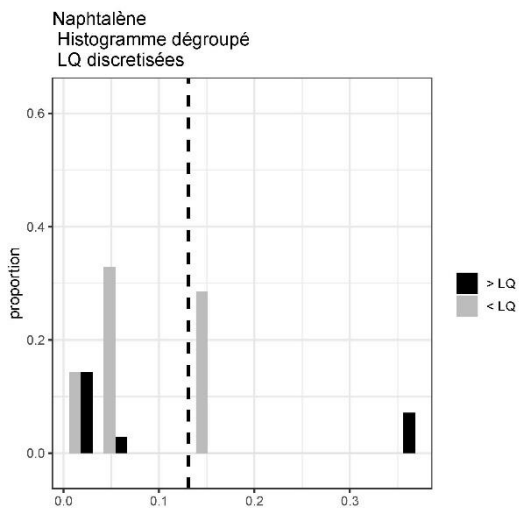 Naphtalène
Histogramme dégroupé
LQ discretisées
0.6
0.4
0.2
0.0
proportion
0.0 0.1 0.2 0.3
> LQ
< LQ